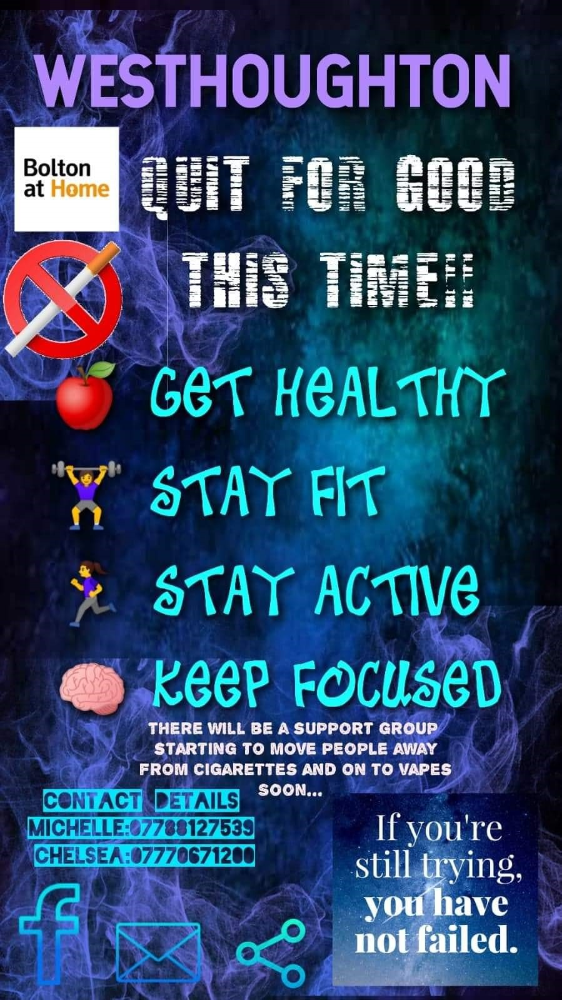 WESTHOUGHTON
Bolton
at Home
QUIT FOR GOOD
THIS TIME!!
GeT HeALTHY
STAY FIT
STAY ACTIVe
KeeP FOCUSeD
THERE WILL BE A SUPPORT GROUP
STARTING TO MOVE PEOPLE AWAY
FROM CIGARETTES AND ON TO VAPES
SOON...
CONTACT DETAILS
MICHELLE:07788127539
CHELSEA:07770671200
If you're
still trying,
you have
not failed.